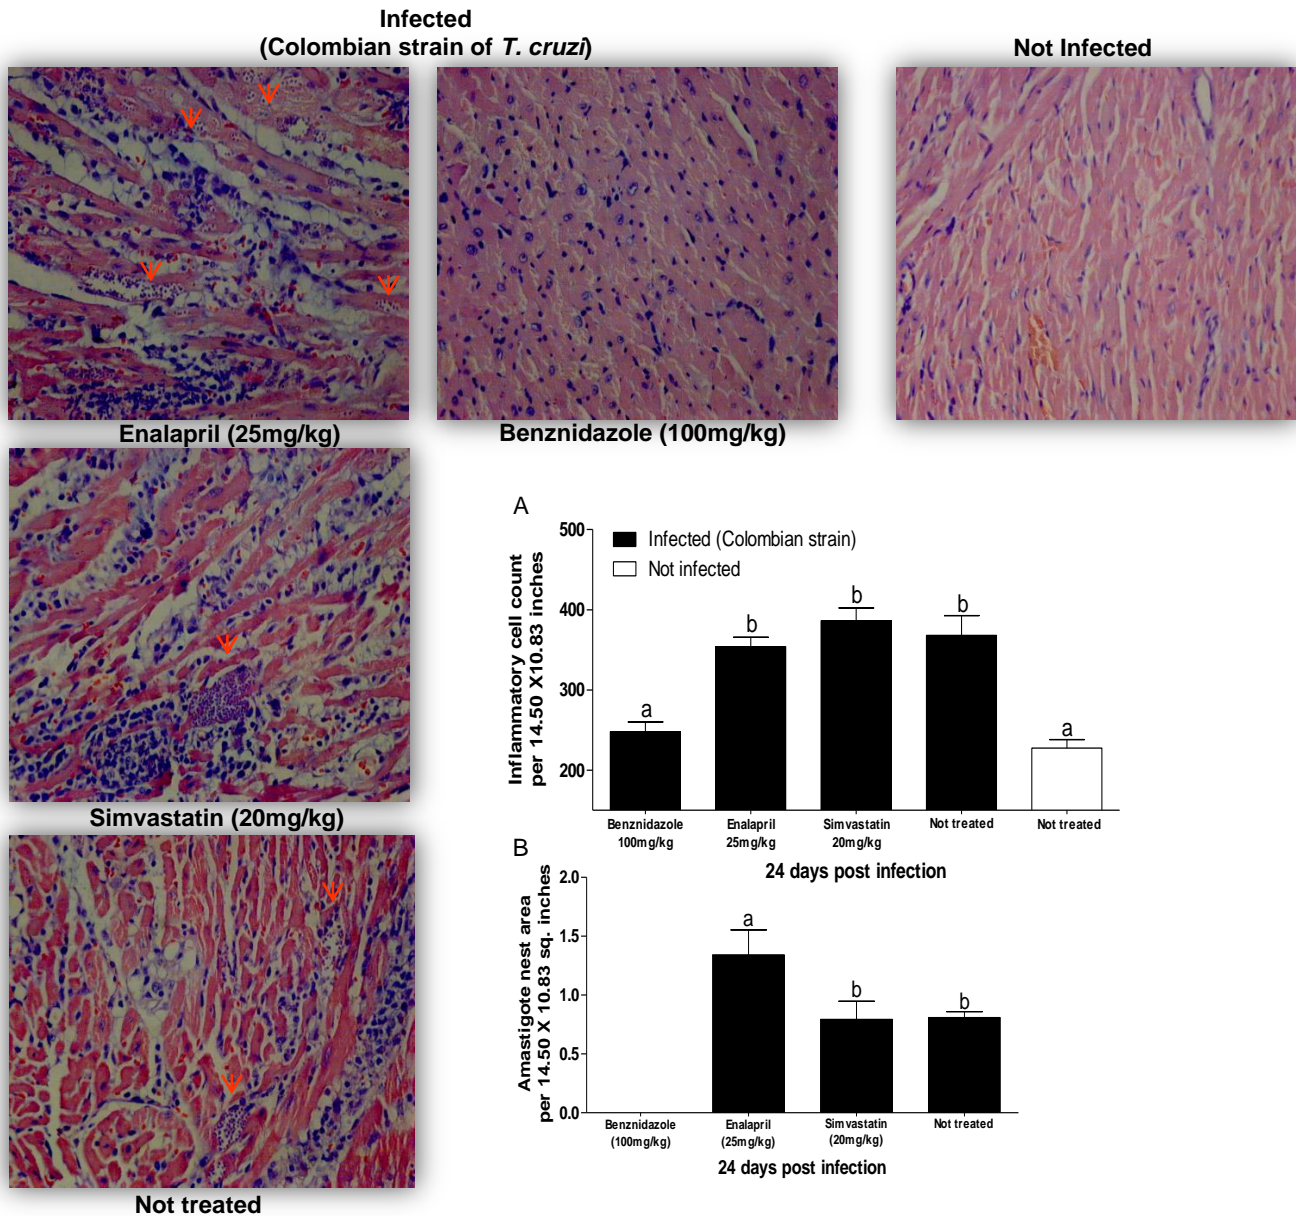 Infected
(Colombian strain of T. cruzi)
Not Infected
Enalapril (25mg/kg)
Benznidazole (100mg/kg)
Simvastatin (20mg/kg)
Not treated
A
Inflammatory cell count
per 14.50 X10.83 inches
500
400
300
200
Infected (Colombian strain)
Not infected
a
b
b
b
a
Benznidazole
100mg/kg
Enalapril
25mg/kg
Simvastatin
20mg/kg
Not treated
Not treated
24 days post infection
B
Amastigote nest area
per 14.50 X 10.83 sq. inches
2.0
1.5
1.0
0.5
0.0
a
b
b
Benznidazole
(100mg/kg)
Enalapril
(25mg/kg)
Simvastatin
(20mg/kg)
Not treated
24 days post infection